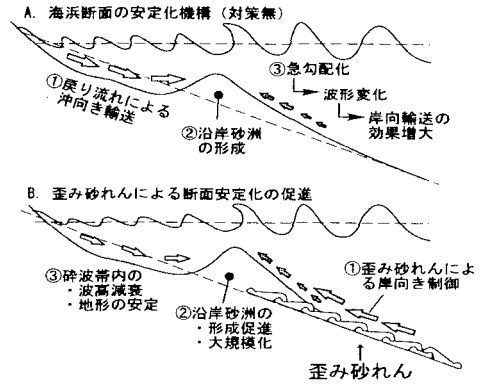 A. 海浜断面の安定化機構(対策無)
①戻り流れによる
沖向き輸送
②沿岸砂洲
の形成
③急勾配化
波形変化
岸向輸送の
効果増大
B. 歪み砂れんによる断面安定化の促進
③砕波帯内の
・波高減衰
・地形の安定
②沿岸砂洲の
・形成促進
・大規模化
①歪み砂れんによ
る岸向き制御
歪み砂れん